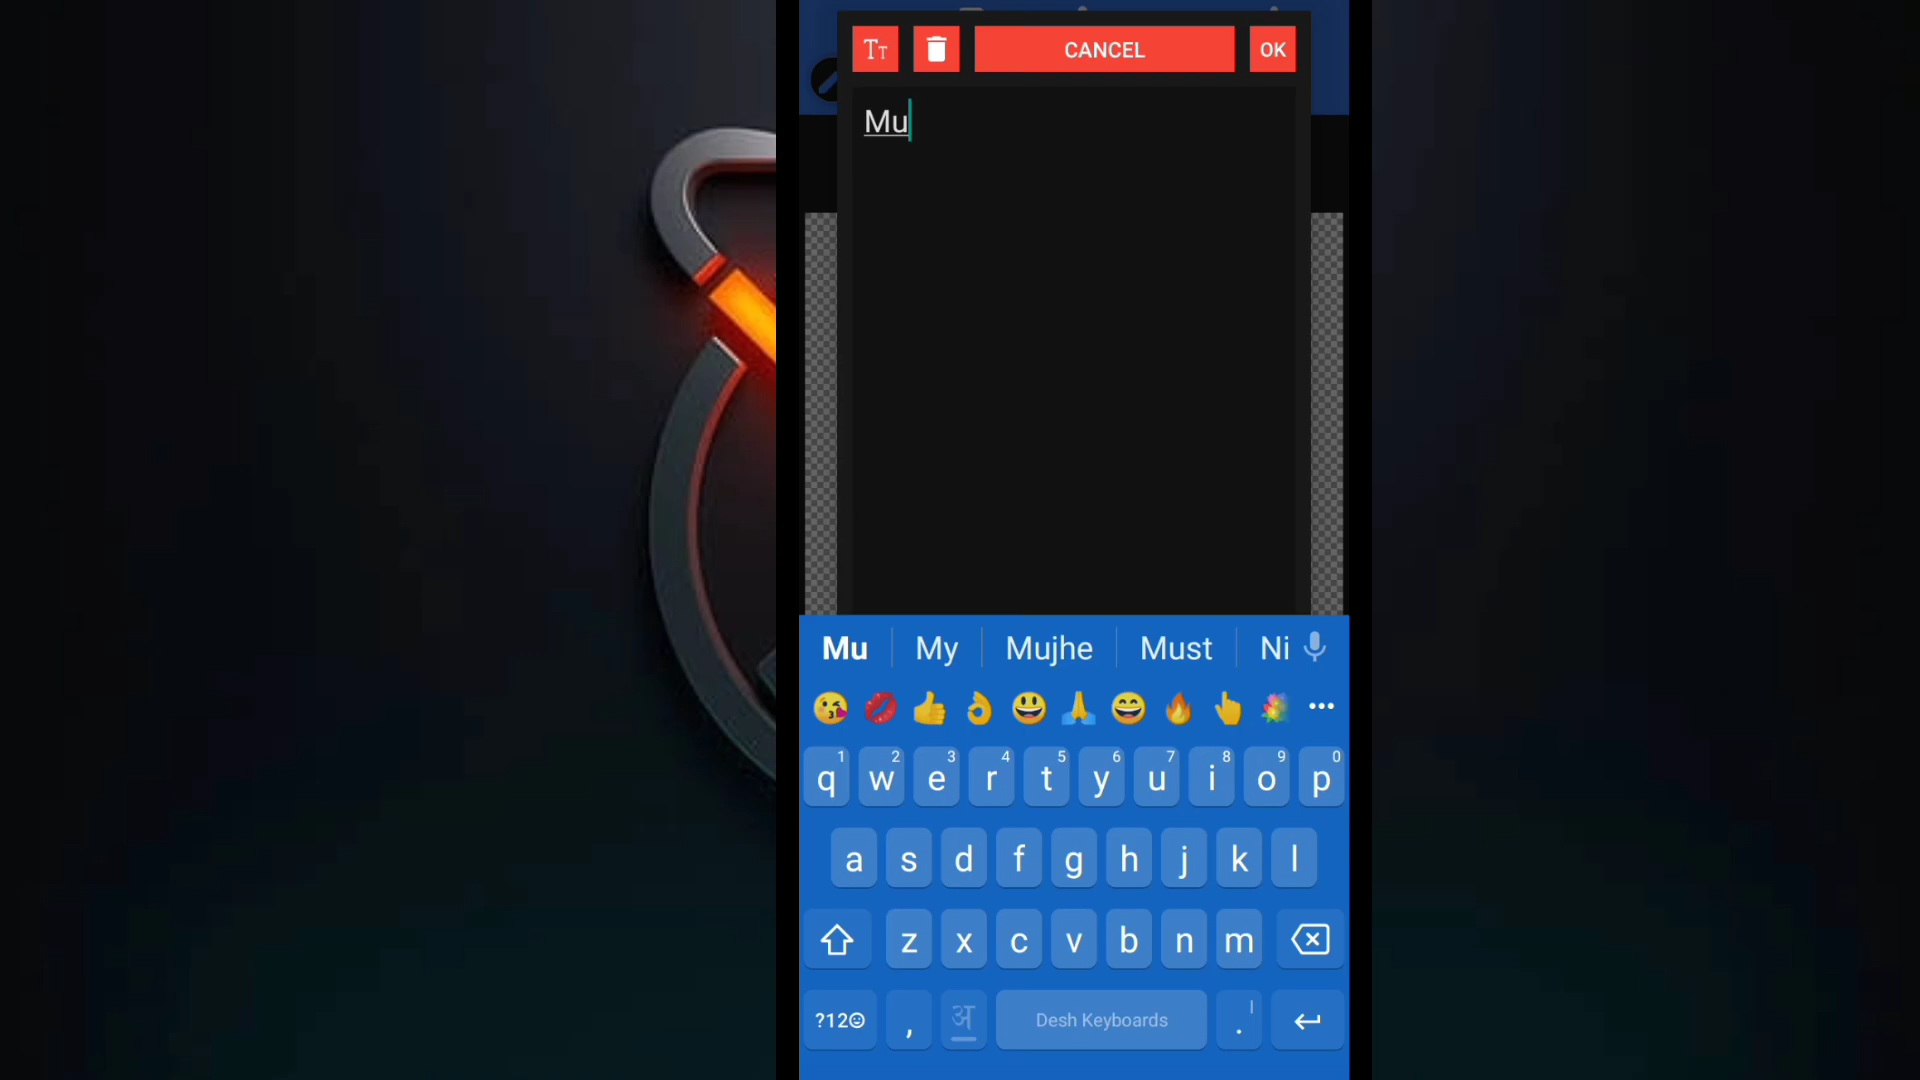 Tт CANCEL OK
Mu
Mu My Mujhe Must Ni
1 2 3 4 5 6 7 8 9 0
q w e r t y u i o p
a s d f g h j k l
z x c v b n m
?12☺ , अ Desh Keyboards . |